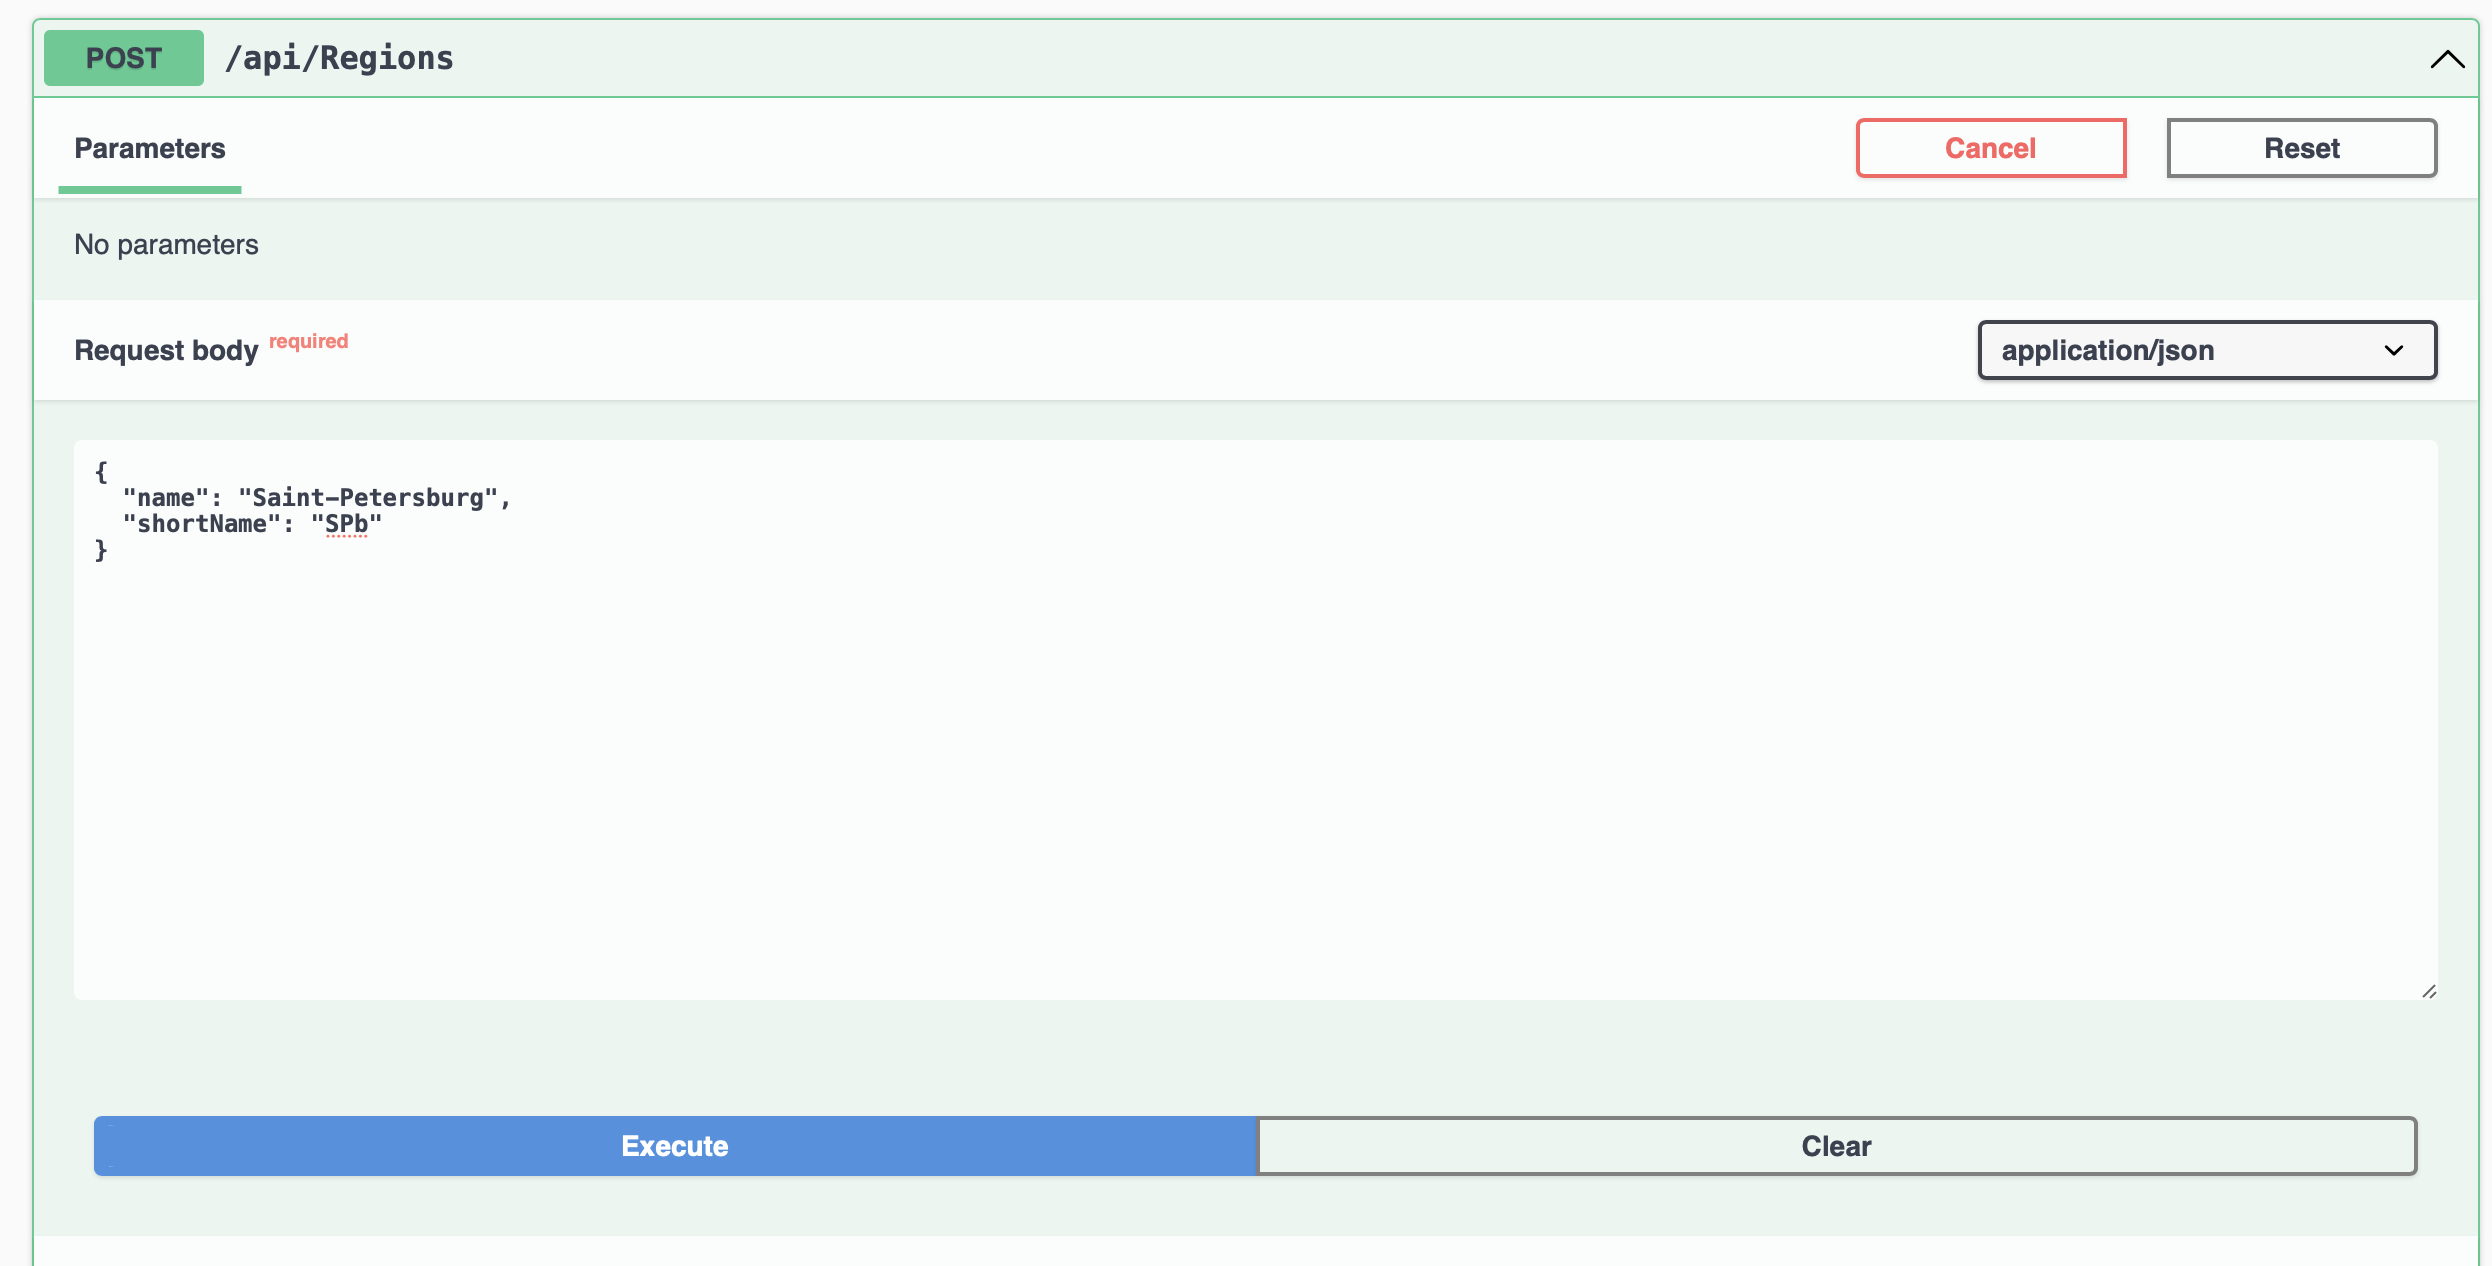 POST /api/Regions
Parameters Cancel Reset
No parameters
Request body required application/json
{
  "name": "Saint-Petersburg",
  "shortName": "SPb"
}
Execute Clear